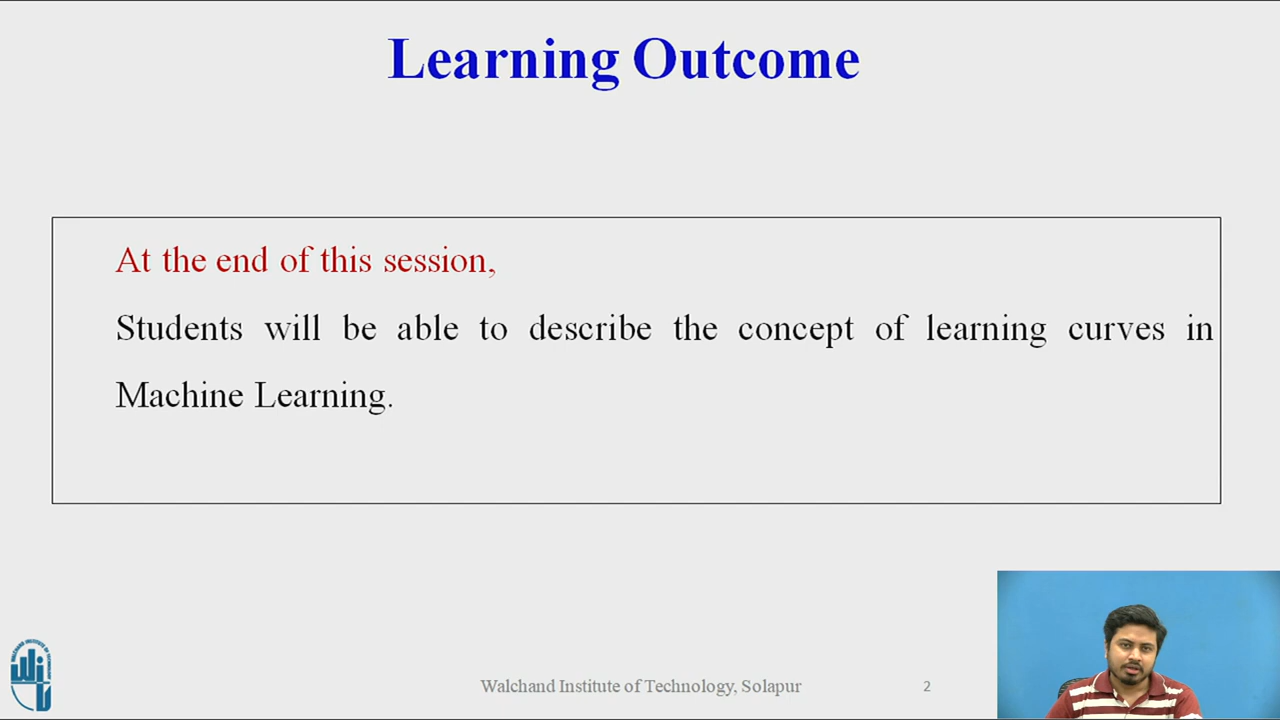 Learning Outcome
At the end of this session,
Students will be able to describe the concept of learning curves in
Machine Learning.
Walchand Institute of Technology, Solapur
2